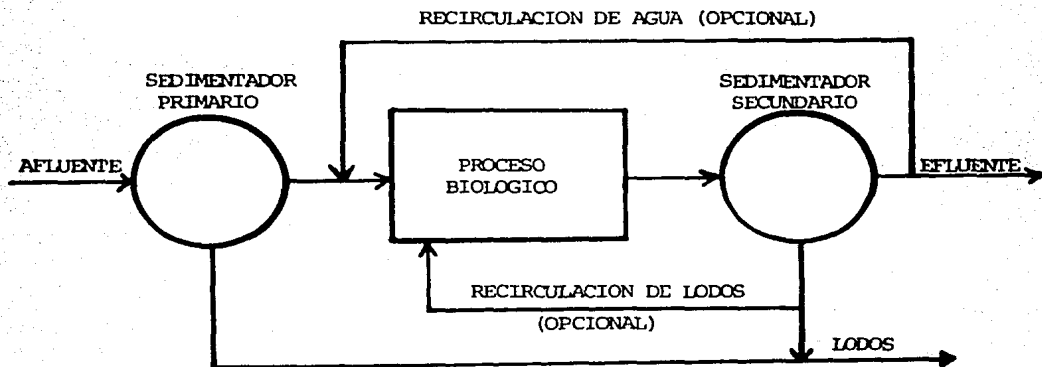 RECIRCULACION DE AGUA (OPCIONAL)
SEDIMENTADOR
PRIMARIO
SEDIMENTADOR
SECUNDARIO
AFLUENTE
PROCESO
BIOLOGICO
EFLUENTE
RECIRCULACION DE LODOS
(OPCIONAL)
LODOS